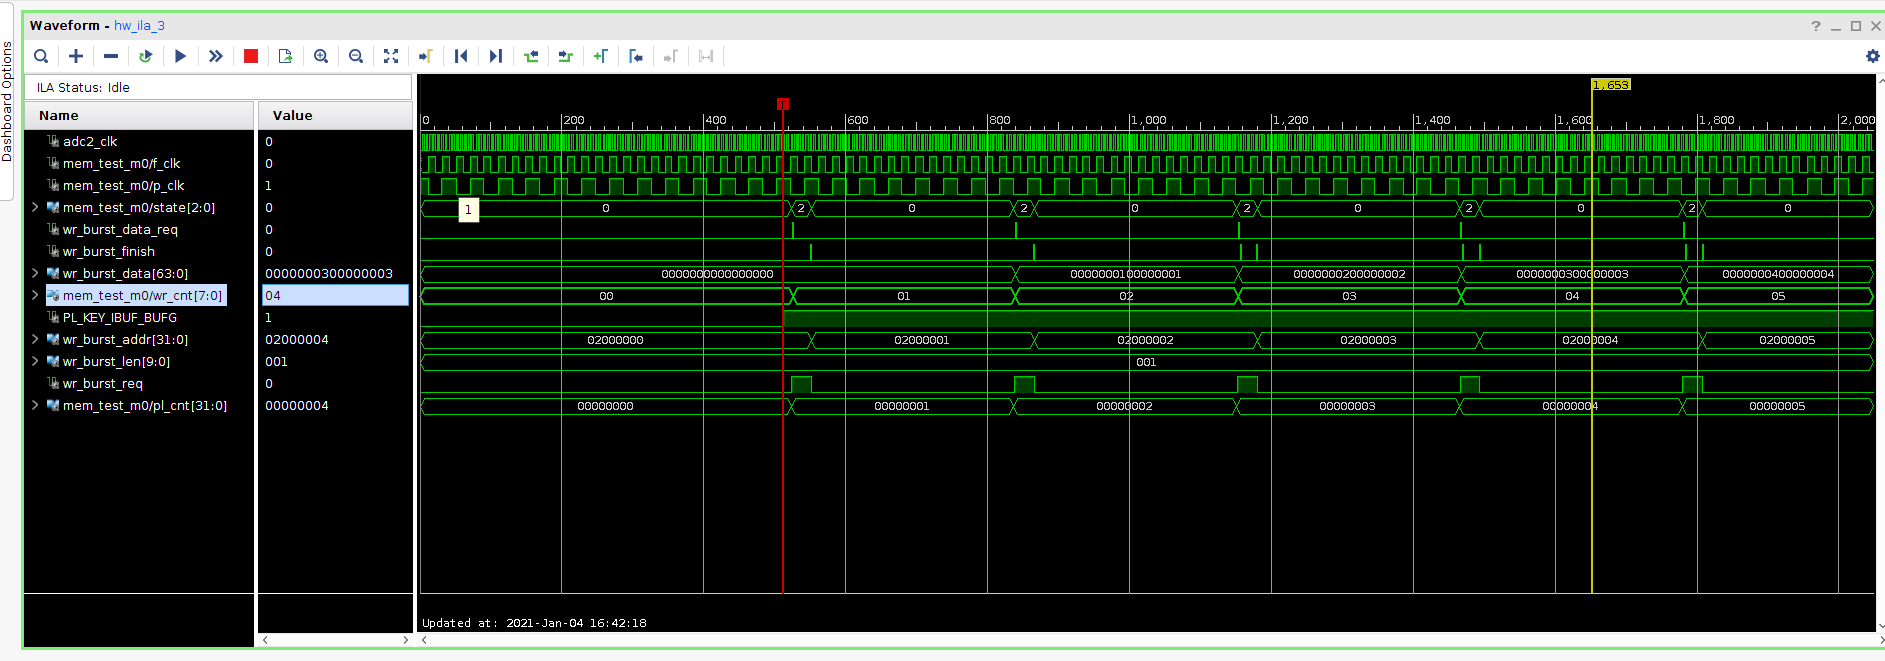 Dashboard Options
Waveform - hw_ila_3
ILA Status: Idle
Name Value
1,653
0 200 400 600 800 1,000 1,200 1,400 1,600 1,800 2,000
adc2_clk 0
mem_test_m0/f_clk 0
mem_test_m0/p_clk 1
mem_test_m0/state[2:0] 0 0 2 0 2 0 2 0 2 0 2 0
1
wr_burst_data_req 0
wr_burst_finish 0
wr_burst_data[63:0] 0000000300000003 0000000000000000 0000000100000001 0000000200000002 0000000300000003 0000000400000004
mem_test_m0/wr_cnt[7:0] 04 00 01 02 03 04 05
PL_KEY_IBUF_BUFG 1
wr_burst_addr[31:0] 02000004 02000000 02000001 02000002 02000003 02000004 02000005
wr_burst_len[9:0] 001 001
wr_burst_req 0
mem_test_m0/pl_cnt[31:0] 00000004 00000000 00000001 00000002 00000003 00000004 00000005
Updated at: 2021-Jan-04 16:42:18